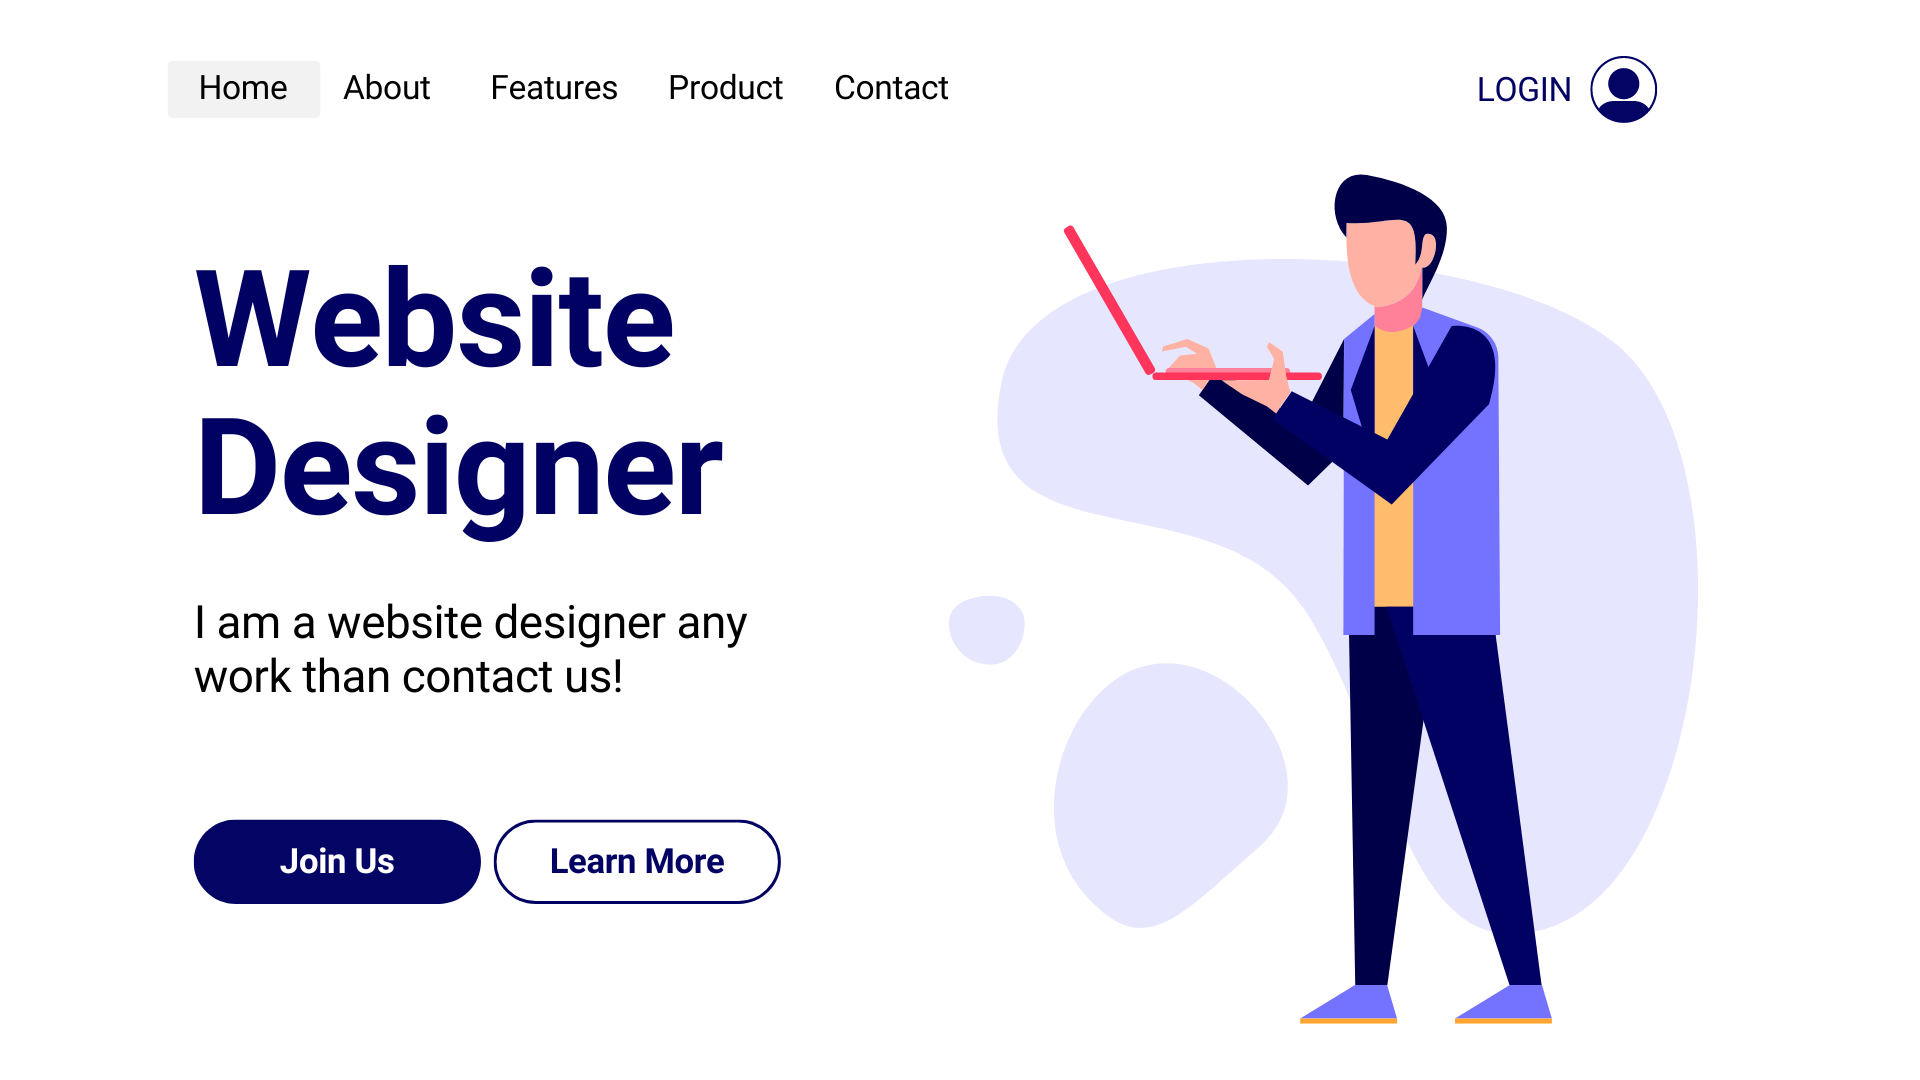 Home About Features Product Contact LOGIN
Website
Designer
I am a website designer any
work than contact us!
Join Us Learn More